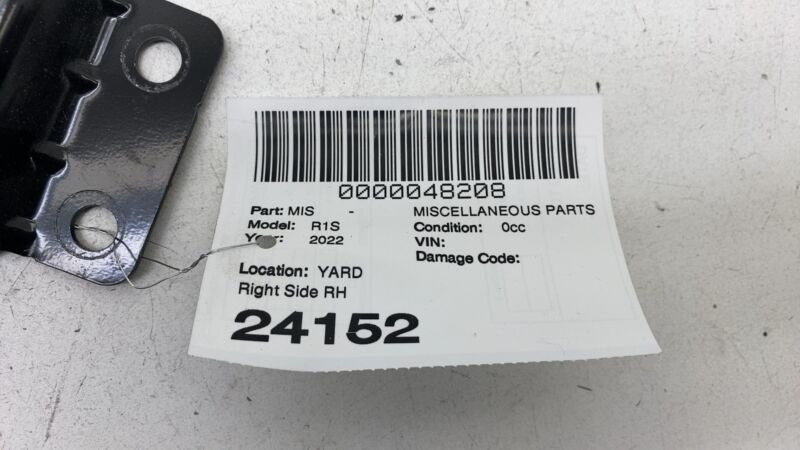 0000048208
Part: MIS - MISCELLANEOUS PARTS
Model: R1S Condition: 0cc
Year: 2022 VIN:
Damage Code:
Location: YARD
Right Side RH
24152